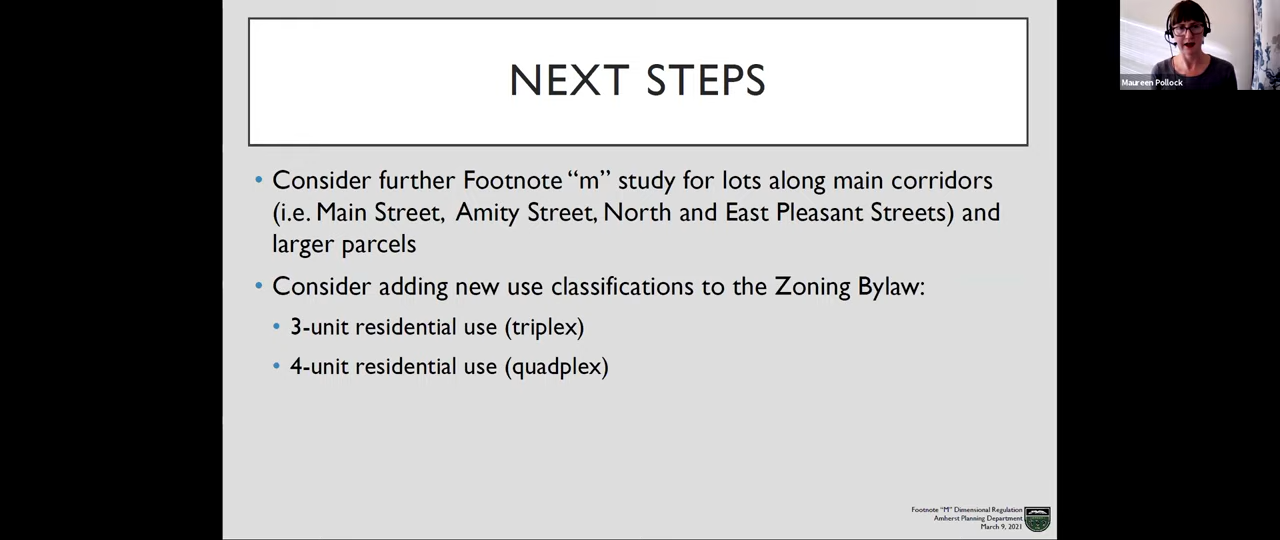 NEXT STEPS
Maureen Pollock
• Consider further Footnote “m” study for lots along main corridors
(i.e. Main Street, Amity Street, North and East Pleasant Streets) and
larger parcels
• Consider adding new use classifications to the Zoning Bylaw:
• 3-unit residential use (triplex)
• 4-unit residential use (quadplex)
Footnote “M” Dimensional Regulation
Amherst Planning Department
March 9, 2021